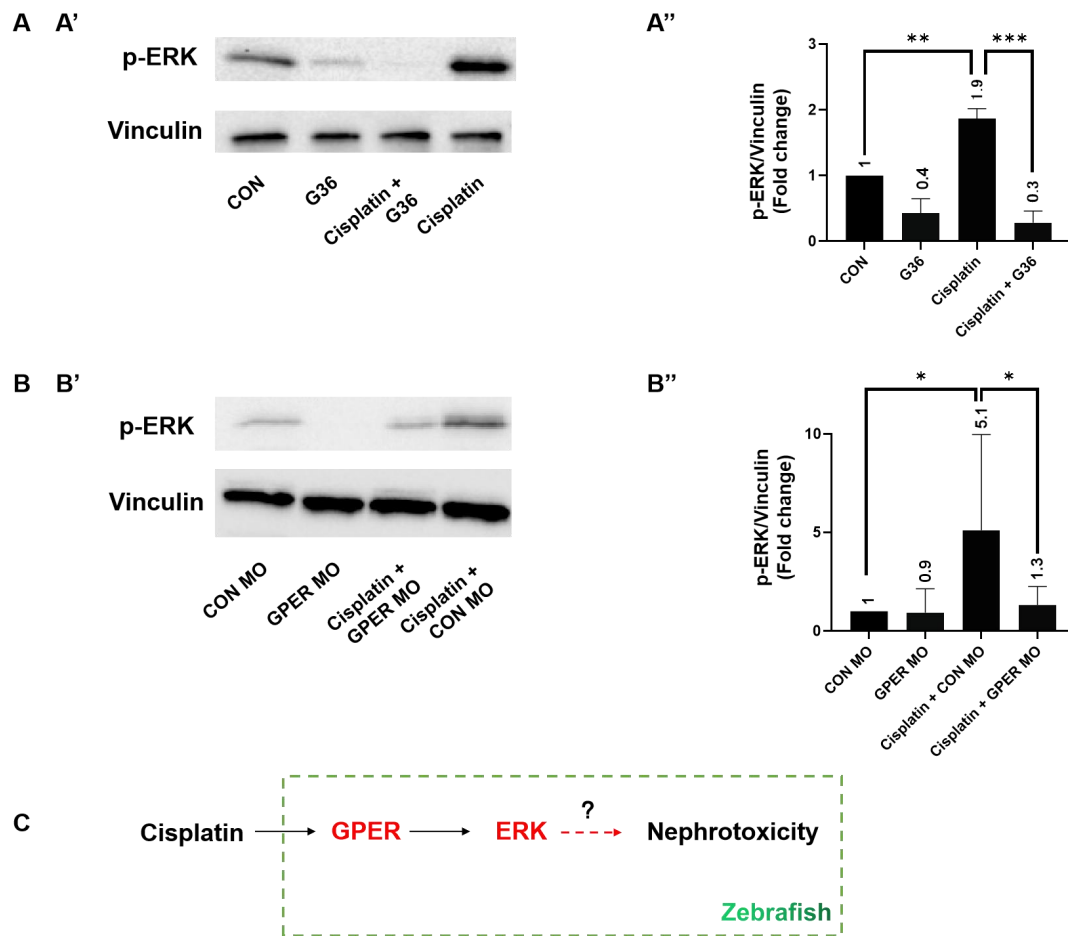 A A’ A”
p-ERK
Vinculin
CON
G36
Cisplatin +
G36
Cisplatin
p-ERK/Vinculin
(Fold change)
3
2
1
0
** ***
1
0.4
1.9
0.3
CON
G36
Cisplatin
Cisplatin + G36
B B’ B”
p-ERK
Vinculin
CON MO
GPER MO
Cisplatin +
GPER MO
Cisplatin +
CON MO
p-ERK/Vinculin
(Fold change)
10
5
0
* *
1
0.9
5.1
1.3
CON MO
GPER MO
Cisplatin + CON MO
Cisplatin + GPER MO
C
?
Cisplatin GPER ERK Nephrotoxicity
Zebrafish